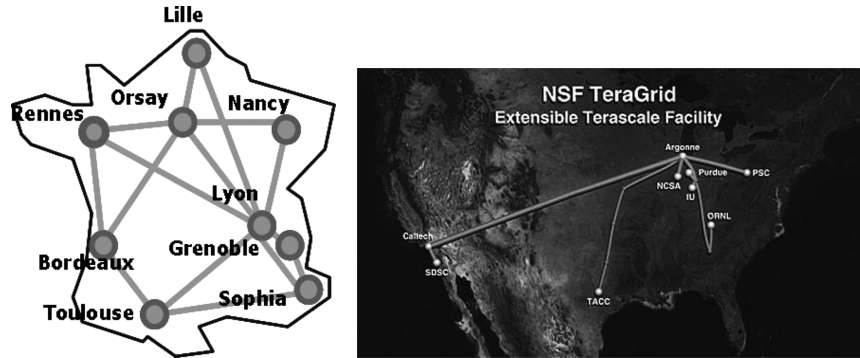 Lille
Orsay
Nancy
Rennes
Lyon
Grenoble
Bordeaux
Sophia
Toulouse
NSF TeraGrid
Extensible Terascale Facility
Argonne
Purdue
PSC
NCSA
IU
ORNL
Caltech
SDSC
TACC